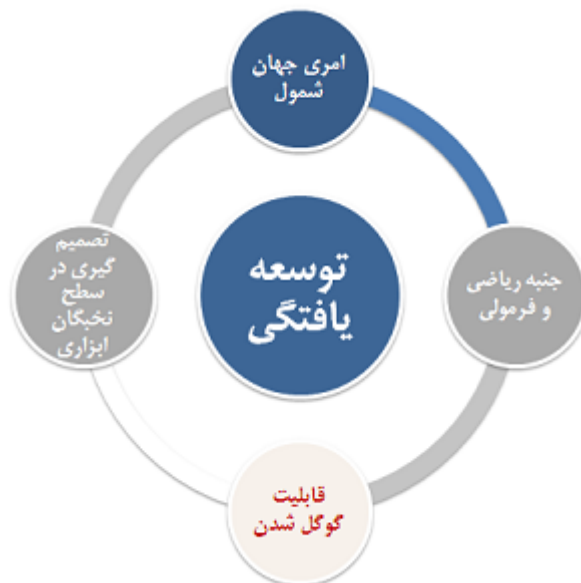 امری جهان
شمول
تصمیم
گیری در
سطح
نخبگان
ابزاری
توسعه
یافتگی
جنبه ریاضی
و فرمولی
قابلیت
گوگل شدن